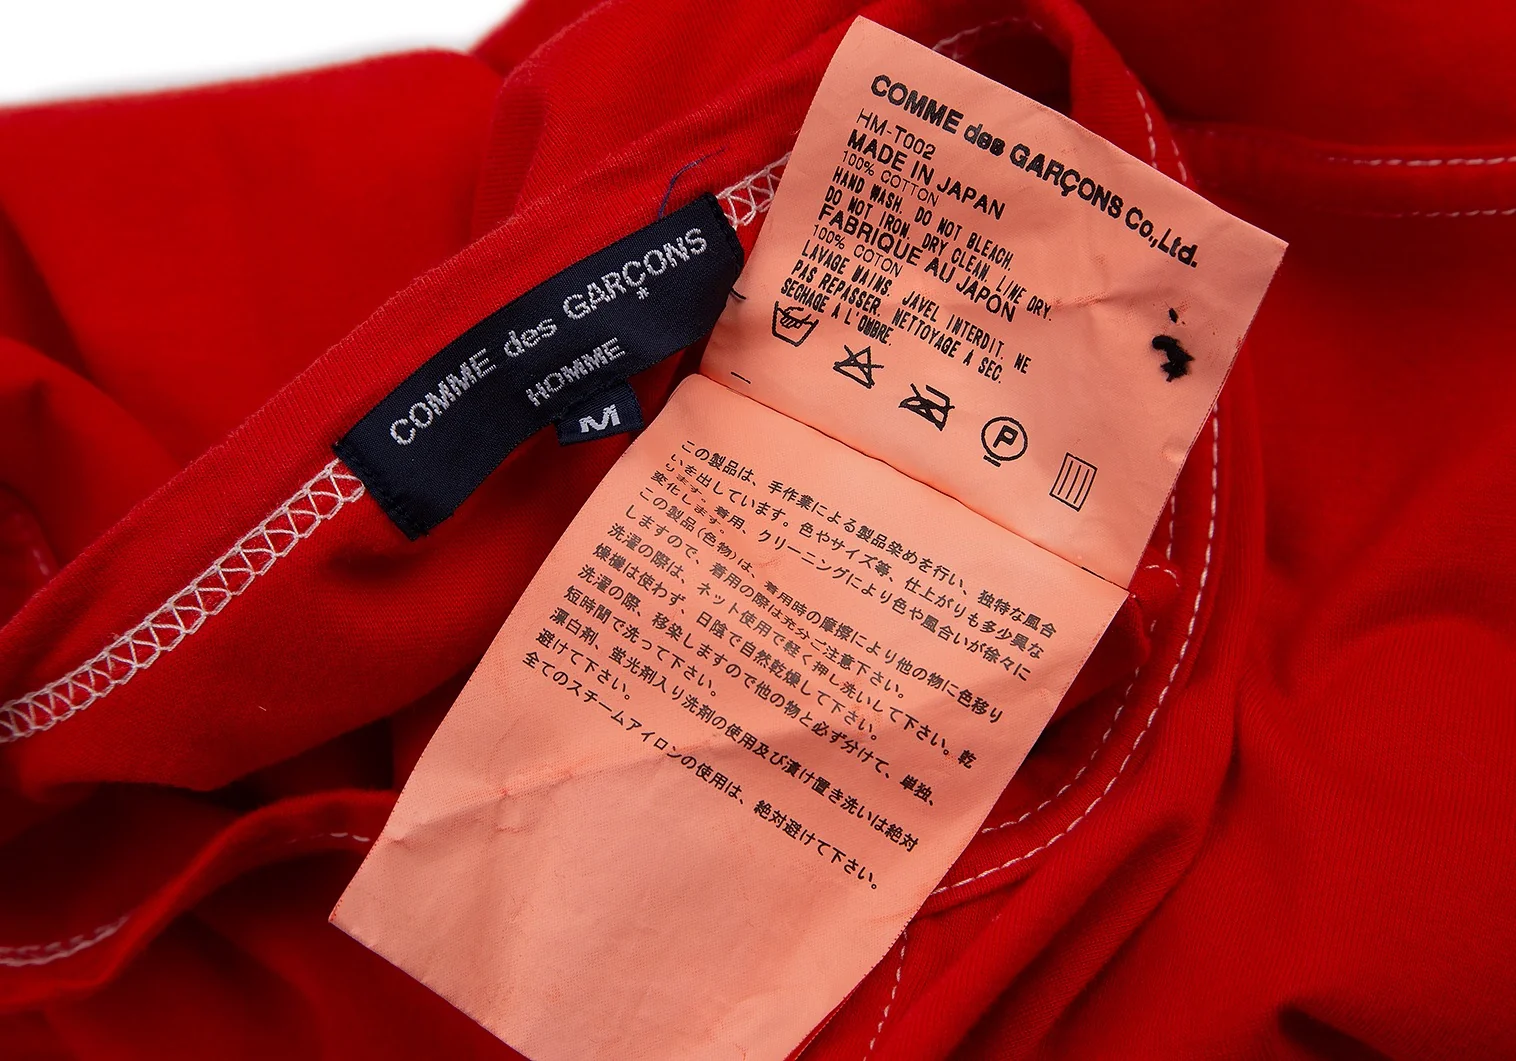 COMME des GARÇONS
HOMME
M
COMME des GARÇONS Co.,Ltd.
HM-T002
MADE IN JAPAN
100% COTTON
HAND WASH. DO NOT BLEACH.
DO NOT IRON. DRY CLEAN. LINE DRY.
FABRIQUE AU JAPON
100% COTON
LAVAGE MAINS. JAVEL INTERDIT. NE
PAS REPASSER. NETTOYAGE A SEC.
SECHAGE A L'OMBRE.
P
この製品は、手作業による製品染めを行い、独特な風合
いを出しています。色やサイズ等、仕上がりも多少異な
ります。着用、クリーニングにより色や風合いが徐々に
変化します。
この製品(色物)は、着用時の摩擦により他の物に色移り
しますので、着用の際は充分ご注意下さい。
洗濯の際は、ネット使用で軽く押し洗いして下さい。乾
燥機は使わず、日陰で自然乾燥して下さい。
洗濯の際、移染しますので他の物と必ず分けて、単独、
短時間で洗って下さい。
漂白剤、蛍光剤入り洗剤の使用及び漬け置き洗いは絶対
避けて下さい。
全てのスチームアイロンの使用は、絶対避けて下さい。